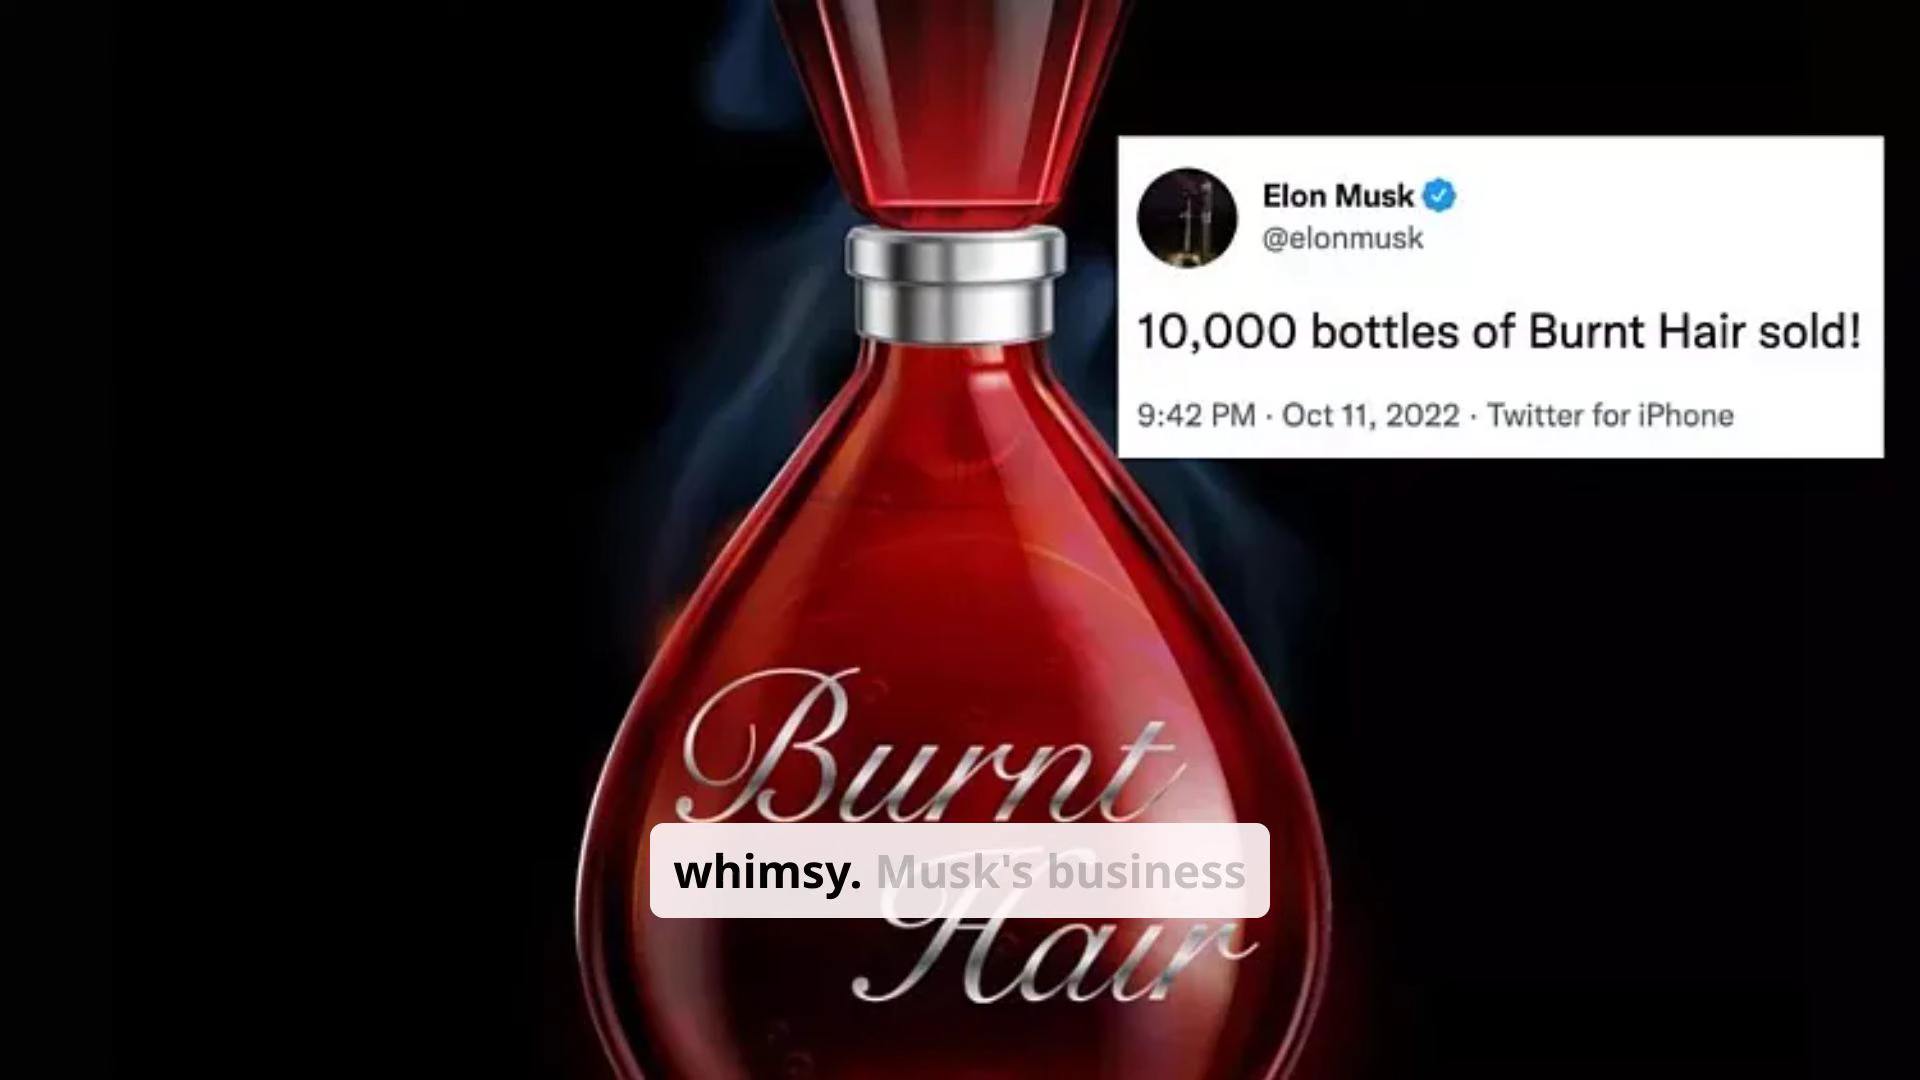 Elon Musk
@elonmusk
10,000 bottles of Burnt Hair sold!
9:42 PM · Oct 11, 2022 · Twitter for iPhone
Burnt
whimsy. Musk's business
Hair